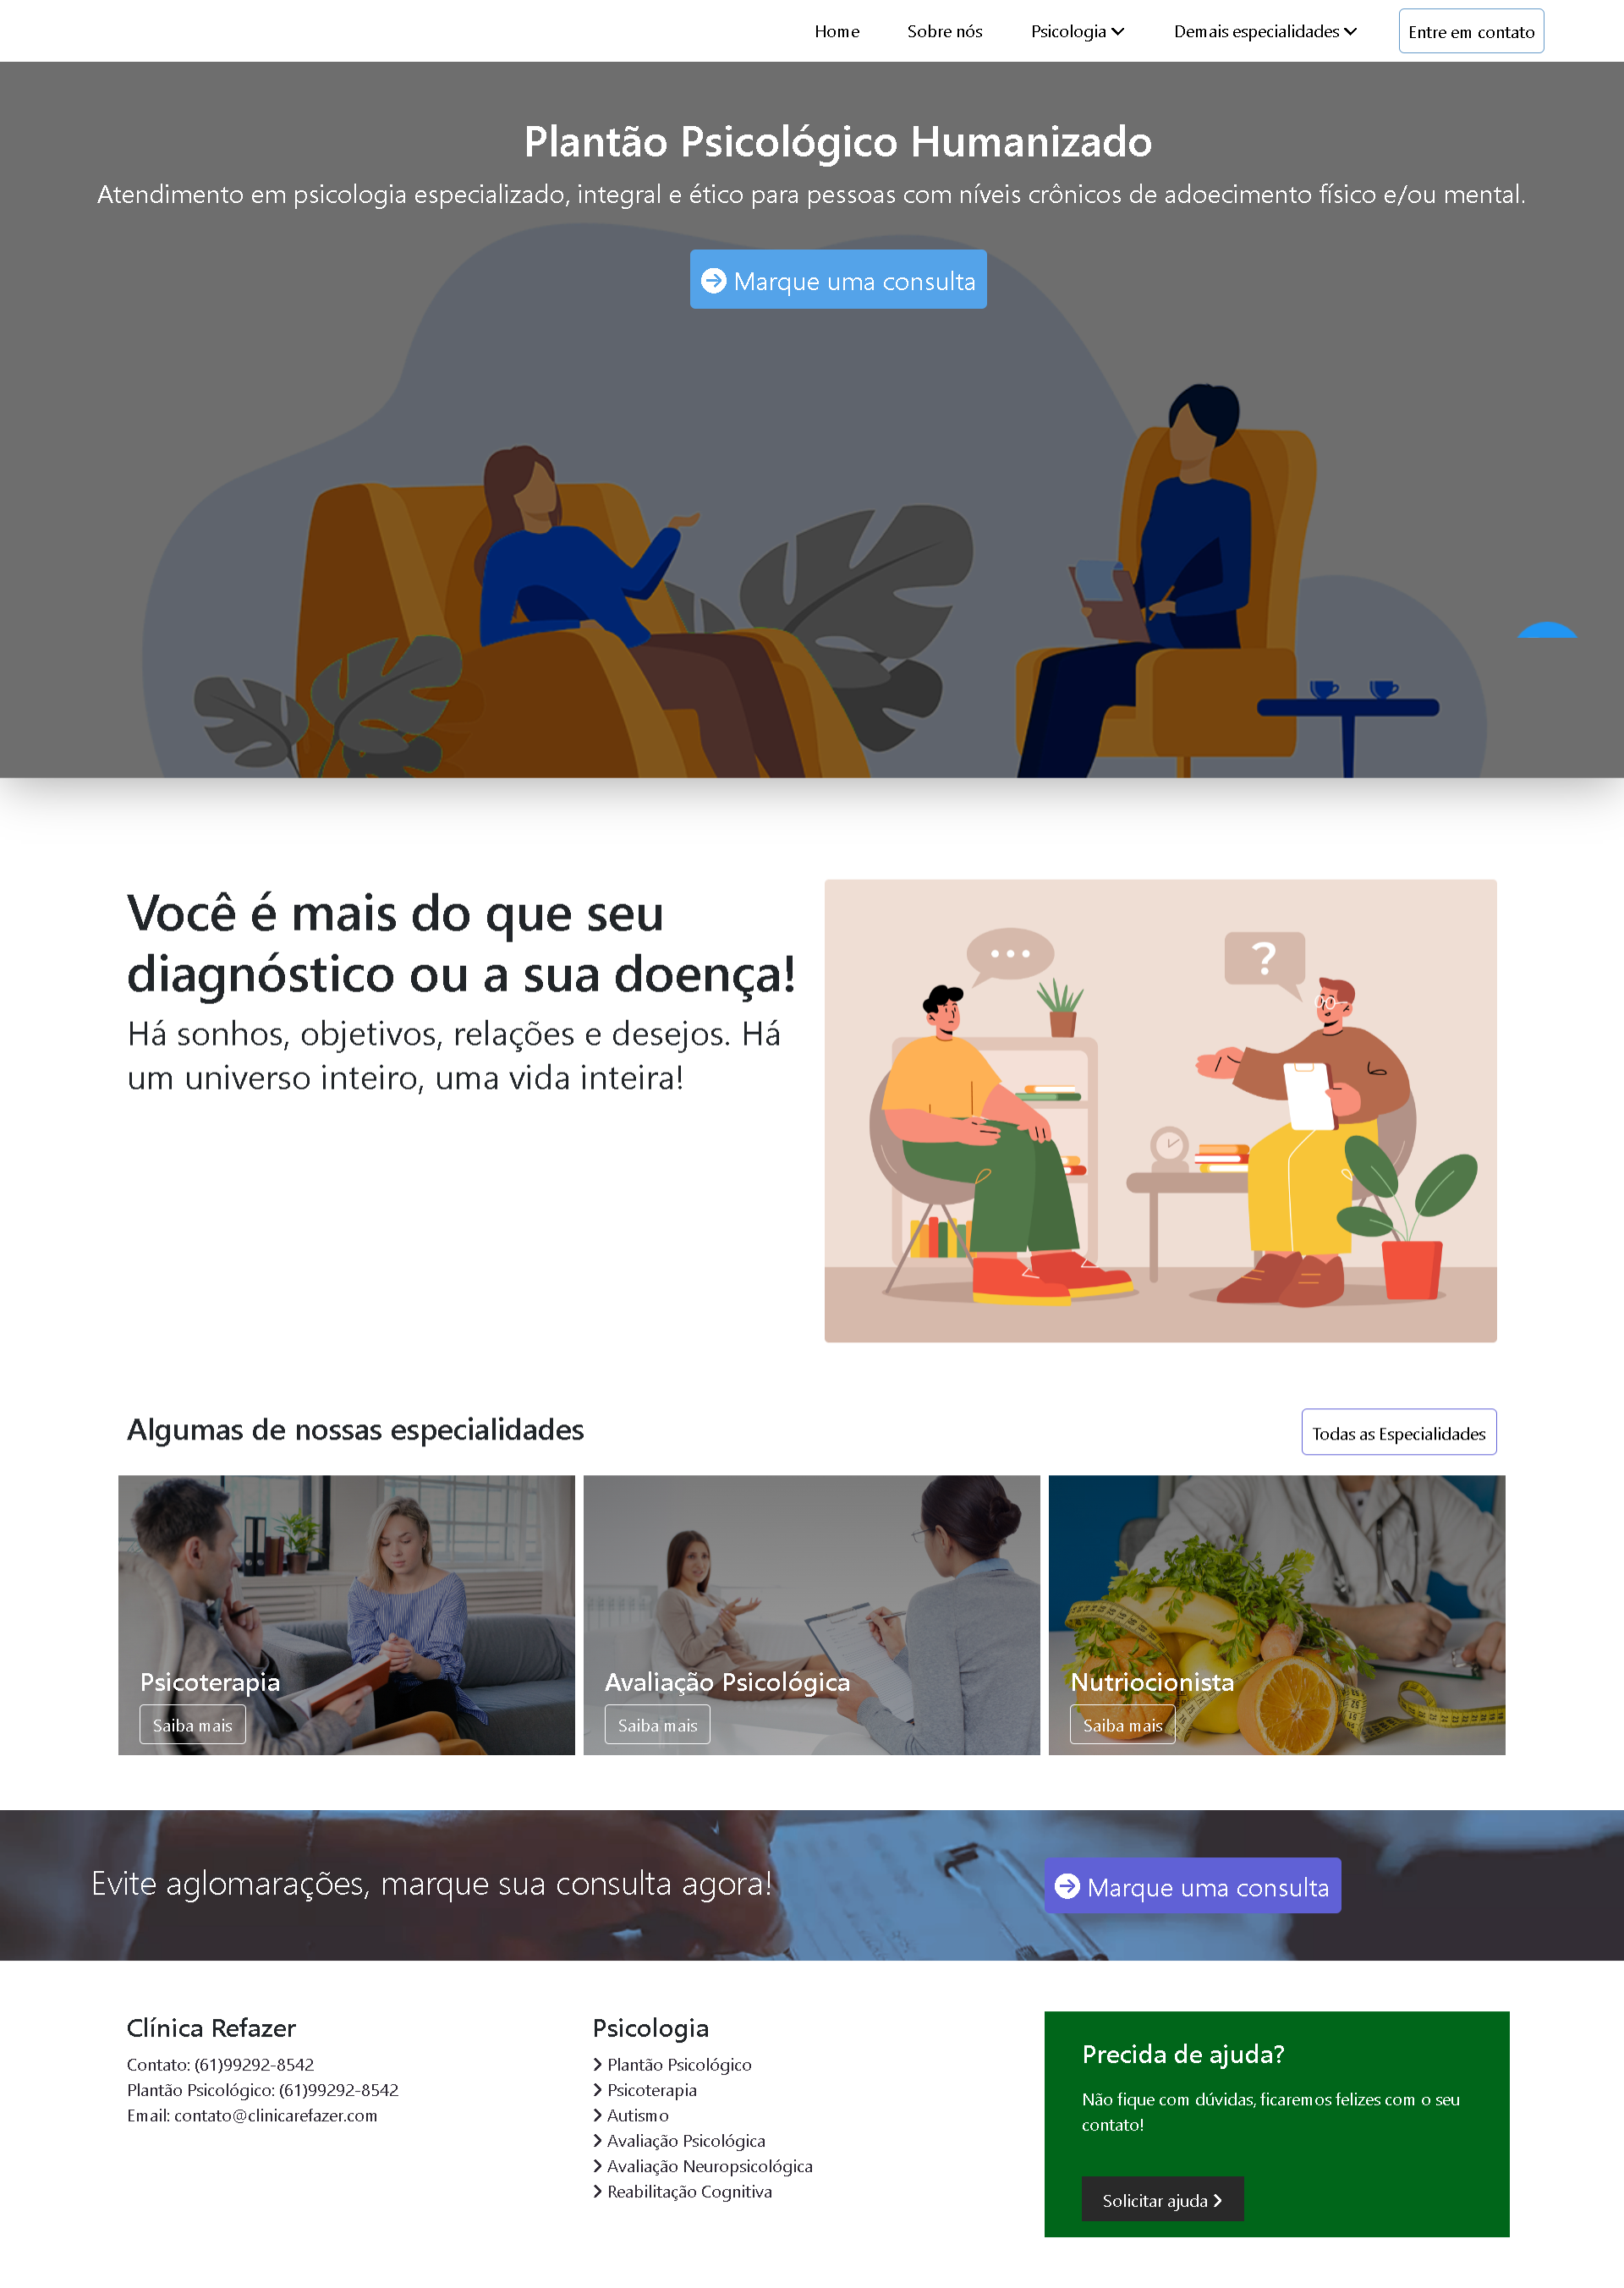 Home
Sobre nós
Psicologia
Demais especialidades
Entre em contato
Plantão Psicológico Humanizado
Atendimento em psicologia especializado, integral e ético para pessoas com níveis crônicos de adoecimento físico e/ou mental.
Marque uma consulta
Você é mais do que seu
diagnóstico ou a sua doença!
Há sonhos, objetivos, relações e desejos. Há
um universo inteiro, uma vida inteira!
?
Algumas de nossas especialidades
Todas as Especialidades
Psicoterapia
Saiba mais
Avaliação Psicológica
Saiba mais
Nutriocionista
Saiba mais
Evite aglomarações, marque sua consulta agora!
Marque uma consulta
Clínica Refazer
Contato: (61)99292-8542
Plantão Psicológico: (61)99292-8542
Email: contato@clinicarefazer.com
Psicologia
Plantão Psicológico
Psicoterapia
Autismo
Avaliação Psicológica
Avaliação Neuropsicológica
Reabilitação Cognitiva
Precida de ajuda?
Não fique com dúvidas, ficaremos felizes com o seu
contato!
Solicitar ajuda